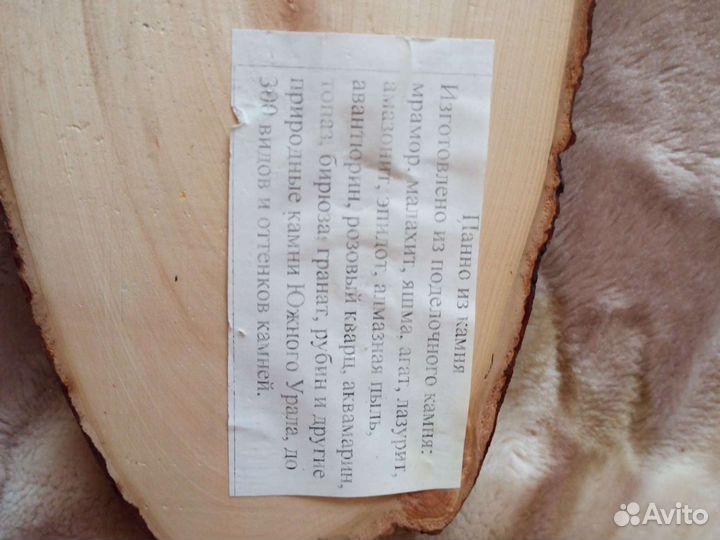 Панно из камня
Изготовлено из поделочного камня:
мрамор, малахит, яшма, агат, лазурит,
амазонит, эпидот, алмазная пыль,
авантюрин, розовый кварц, аквамарин,
топаз, бирюза, гранат, рубин и другие
природные камни Южного Урала, до
300 видов и оттенков камней.
Avito